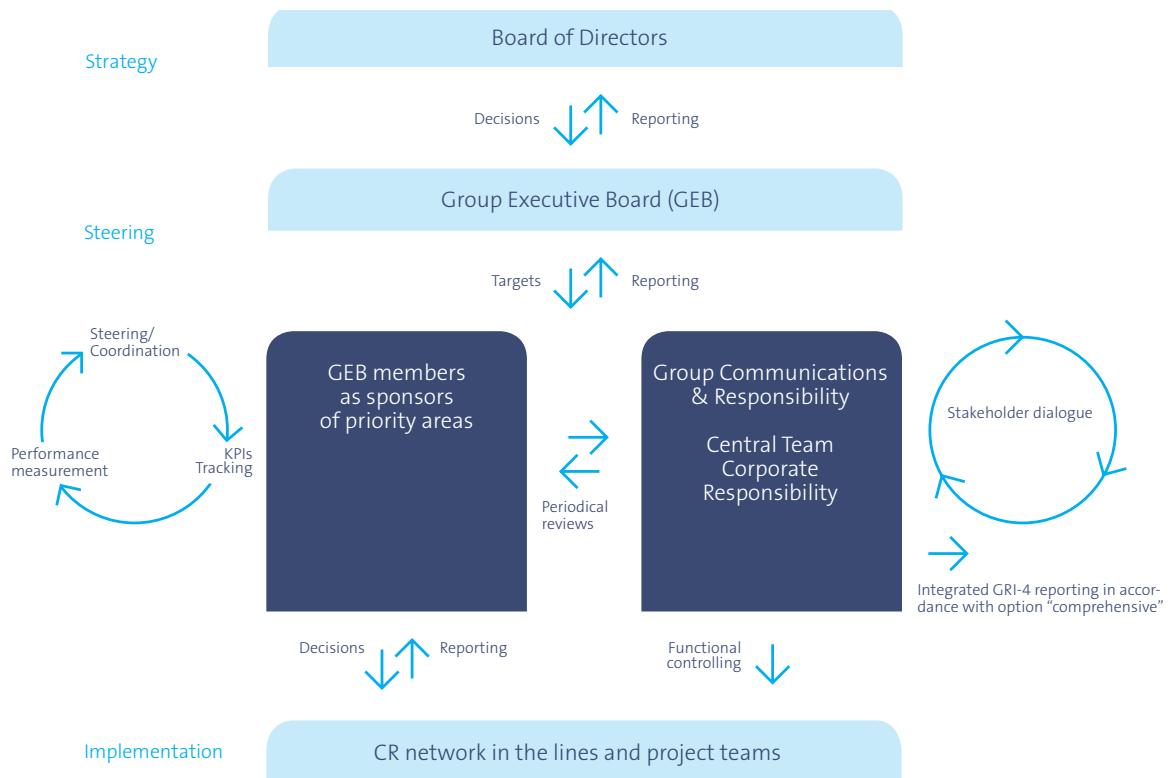 Board of Directors
Strategy
Decisions
Reporting
Group Executive Board (GEB)
Steering
Targets
Reporting
Steering/
Coordination
KPIs
Tracking
Performance
measurement
GEB members
as sponsors
of priority areas
Periodical
reviews
Group Communications
& Responsibility
Central Team
Corporate
Responsibility
Stakeholder dialogue
Integrated GRI-4 reporting in accor-
dance with option “comprehensive”
Decisions
Reporting
Functional
controlling
Implementation
CR network in the lines and project teams